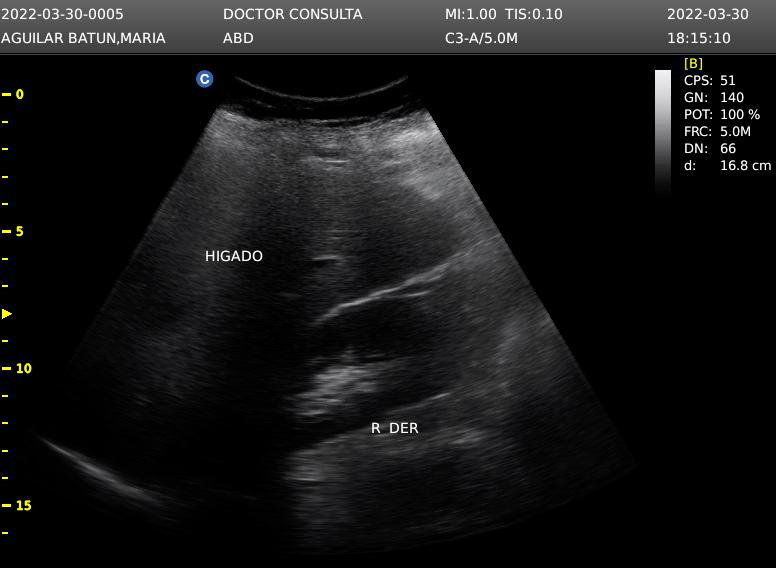 2022-03-30-0005 DOCTOR CONSULTA MI:1.00 TIS:0.10 2022-03-30
AGUILAR BATUN,MARIA ABD C3-A/5.0M 18:15:10
C
[B]
CPS: 51
GN: 140
POT: 100 %
FRC: 5.0M
DN: 66
d: 16.8 cm
0
5
HIGADO
10
R DER
15